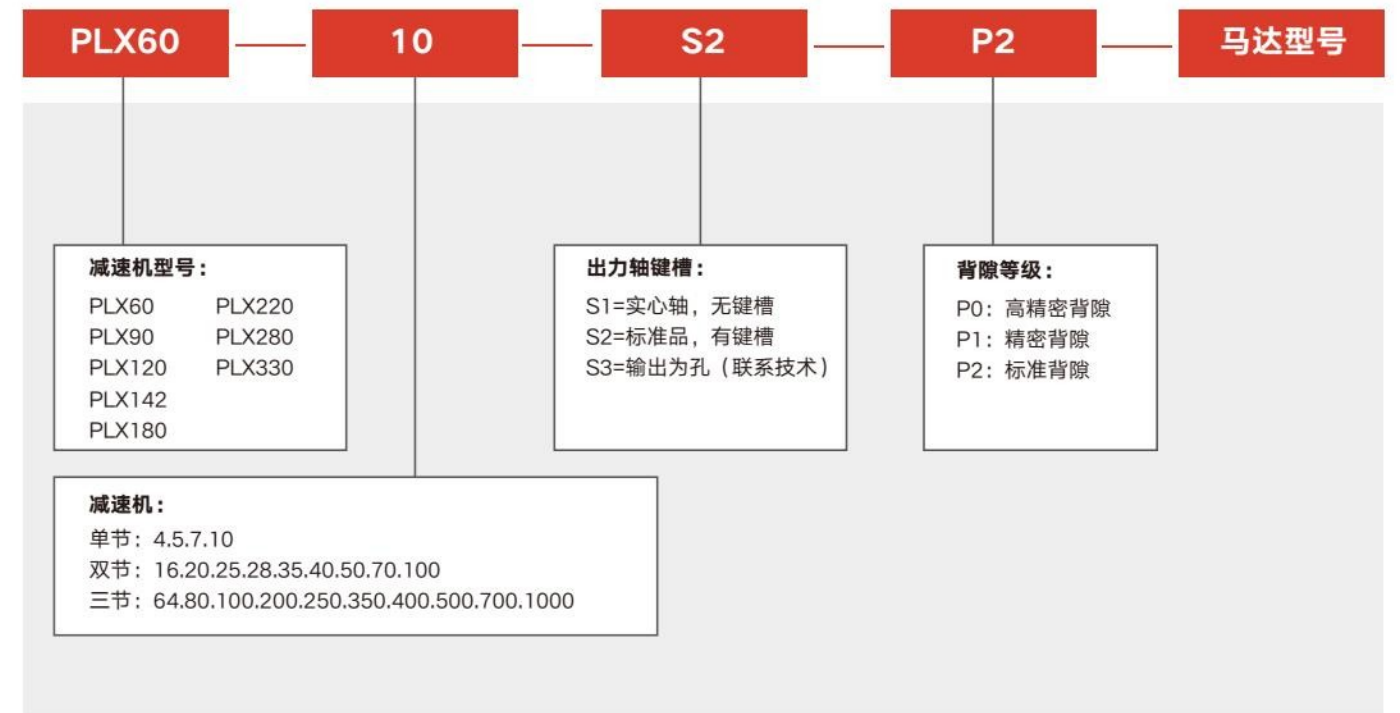 PLX60 10 S2 P2 马达型号
减速机型号：
PLX60 PLX220
PLX90 PLX280
PLX120 PLX330
PLX142
PLX180
出力轴键槽：
S1=实心轴，无键槽
S2=标准品，有键槽
S3=输出为孔（联系技术）
背隙等级：
P0：高精密背隙
P1：精密背隙
P2：标准背隙
减速机：
单节：4.5.7.10
双节：16.20.25.28.35.40.50.70.100
三节：64.80.100.200.250.350.400.500.700.1000